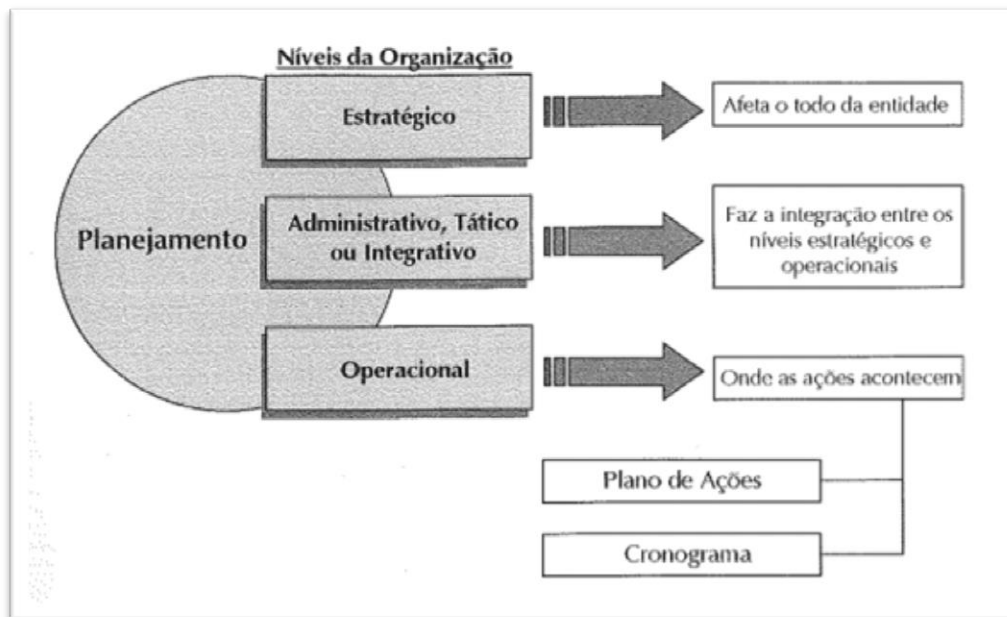 Níveis da Organização
Estratégico
Afeta o todo da entidade
Planejamento
Administrativo, Tático
ou Integrativo
Faz a integração entre os
níveis estratégicos e
operacionais
Operacional
Onde as ações acontecem
Plano de Ações
Cronograma